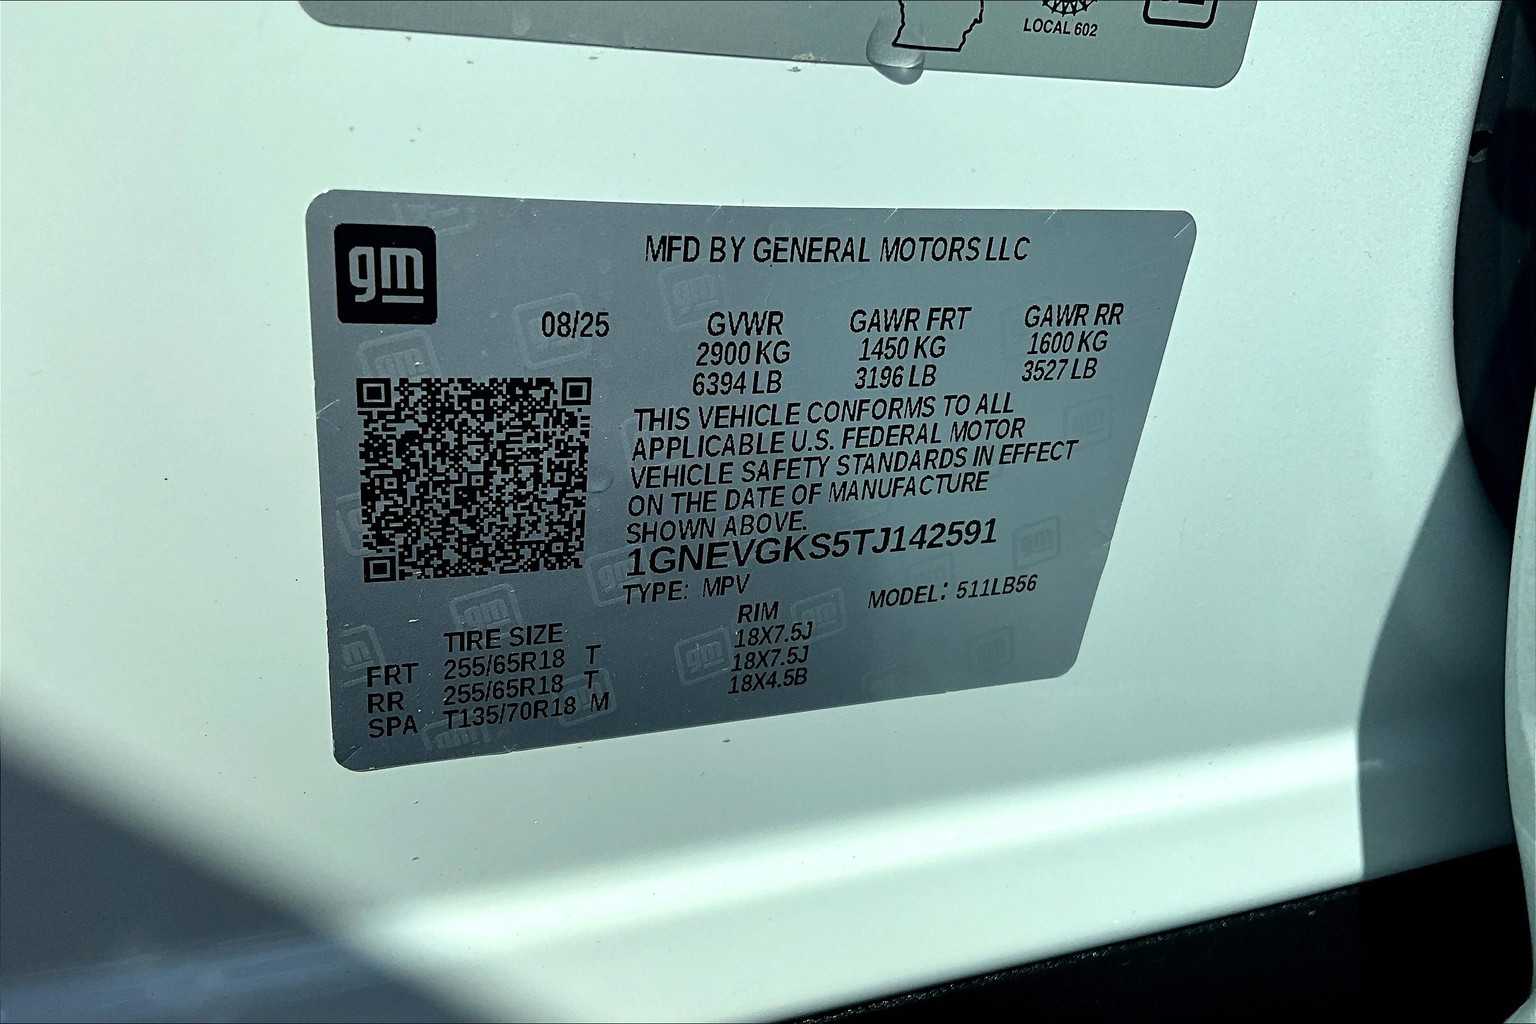 LOCAL 602
gm
MFD BY GENERAL MOTORS LLC
08/25
GVWR GAWR FRT GAWR RR
2900 KG 1450 KG 1600 KG
6394 LB 3196 LB 3527 LB
THIS VEHICLE CONFORMS TO ALL
APPLICABLE U.S. FEDERAL MOTOR
VEHICLE SAFETY STANDARDS IN EFFECT
ON THE DATE OF MANUFACTURE
SHOWN ABOVE.
1GNEVGKS5TJ142591
TYPE: MPV MODEL: 511LB56
TIRE SIZE RIM
FRT 255/65R18 T 18X7.5J
RR 255/65R18 T 18X7.5J
SPA T135/70R18 M 18X4.5B